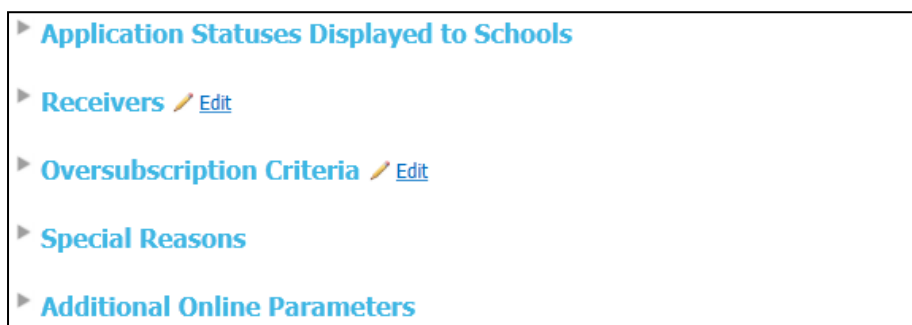 Application Statuses Displayed to Schools
Receivers Edit
Oversubscription Criteria Edit
Special Reasons
Additional Online Parameters